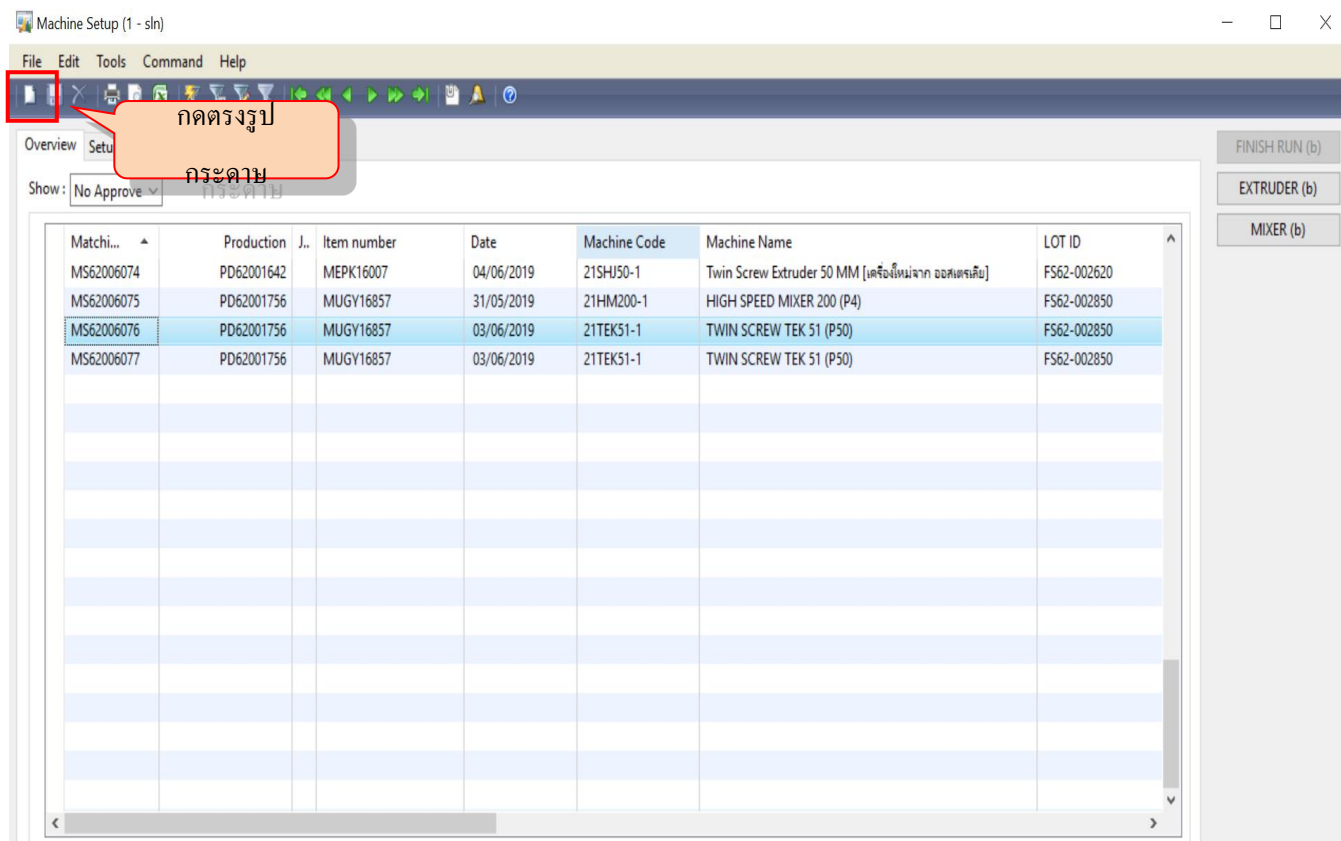 Machine Setup (1 - sln)
File Edit Tools Command Help
กดตรงรูป
กระดาษ
Overview Setu
Show : No Approve
FINISH RUN (b)
EXTRUDER (b)
MIXER (b)
Matchi... Production J.. Item number Date Machine Code Machine Name LOT ID
MS62006074 PD62001642 MEPK16007 04/06/2019 21SHJ50-1 Twin Screw Extruder 50 MM [เครื่องใหม่จาก ออสเตรเลีย] FS62-002620
MS62006075 PD62001756 MUGY16857 31/05/2019 21HM200-1 HIGH SPEED MIXER 200 (P4) FS62-002850
MS62006076 PD62001756 MUGY16857 03/06/2019 21TEK51-1 TWIN SCREW TEK 51 (P50) FS62-002850
MS62006077 PD62001756 MUGY16857 03/06/2019 21TEK51-1 TWIN SCREW TEK 51 (P50) FS62-002850